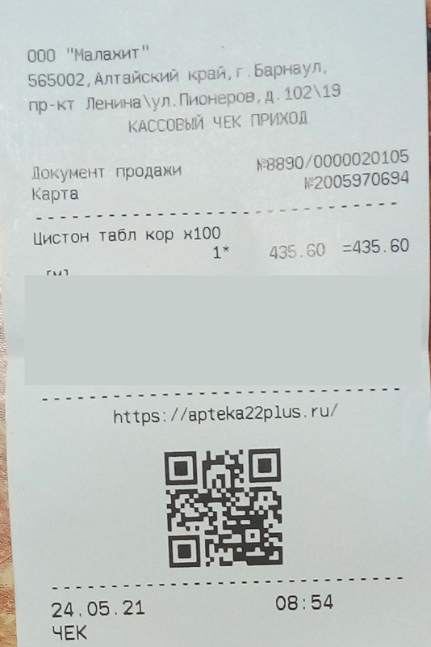 ООО "Малахит"
565002, Алтайский край, г. Барнаул,
пр-кт Ленина\ул. Пионеров, д. 102\19
КАССОВЫЙ ЧЕК ПРИХОД
Документ продажи №8890/0000020105
Карта №2005970694
Цистон табл кор х100
1* 435.60 =435.60
[М]
https://apteka22plus.ru/
24.05.21 08:54
ЧЕК